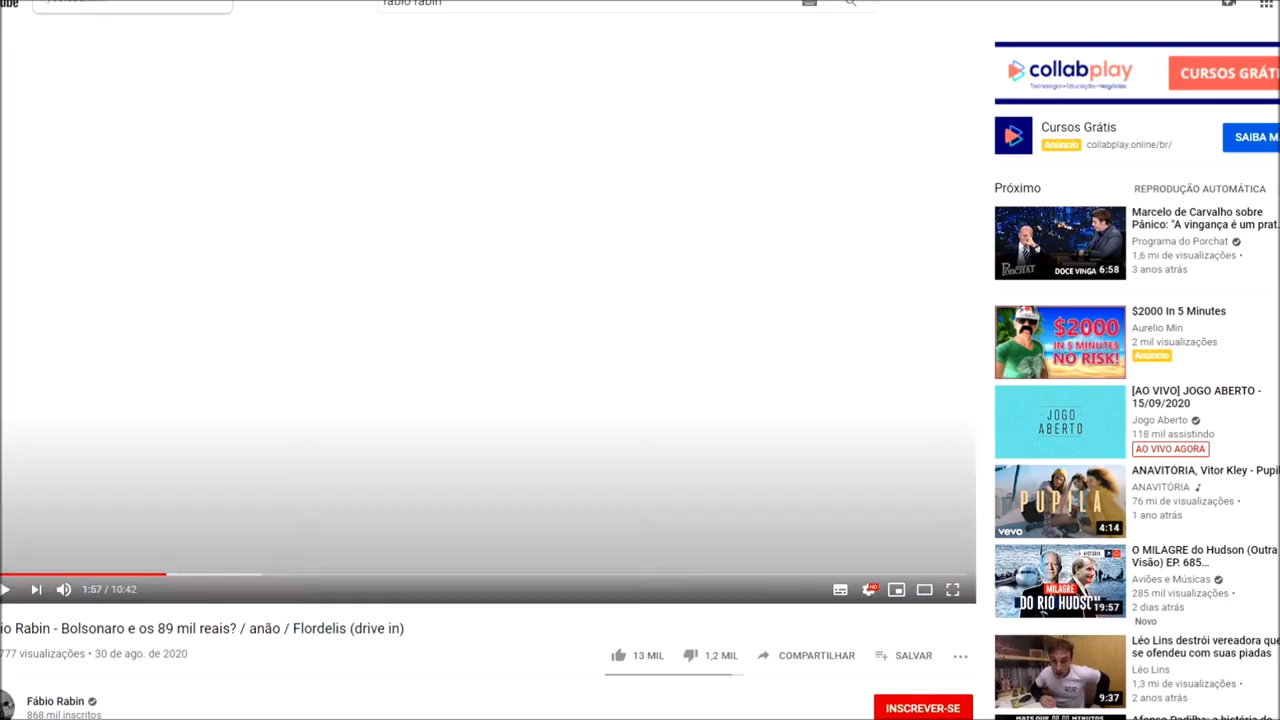 fábio rabin
collabplay
Tecnologia•Educação•Negócios
CURSOS GRÁTI
Cursos Grátis
Anúncio collabplay.online/br/
SAIBA M
Próximo
REPRODUÇÃO AUTOMÁTICA
PORCHAT
DOCE VINGA 6:58
Marcelo de Carvalho sobre
Pânico: "A vingança é um prat
Programa do Porchat
1,6 mi de visualizações •
3 anos atrás
$2000
IN 5 MINUTES
NO RISK!
$2000 In 5 Minutes
Aurelio Min
2 mil visualizações
Anúncio
JOGO
ABERTO
[AO VIVO] JOGO ABERTO -
15/09/2020
Jogo Aberto
118 mil assistindo
AO VIVO AGORA
PUPILA
vevo
4:14
ANAVITÓRIA, Vitor Kley - Pupil
ANAVITÓRIA
76 mi de visualizações •
1 ano atrás
MILAGRE
DO RIO HUDSON
19:57
O MILAGRE do Hudson (Outra
Visão) EP. 685...
Aviões e Músicas
285 mil visualizações •
2 dias atrás
Novo
9:37
Léo Lins destrói vereadora que
se ofendeu com suas piadas
Léo Lins
1,3 mi de visualizações •
2 anos atrás
1:57 / 10:42
HD
io Rabin - Bolsonaro e os 89 mil reais? / anão / Flordelis (drive in)
777 visualizações • 30 de ago. de 2020
13 MIL
1,2 MIL
COMPARTILHAR
SALVAR
Fábio Rabin
868 mil inscritos
INSCREVER-SE